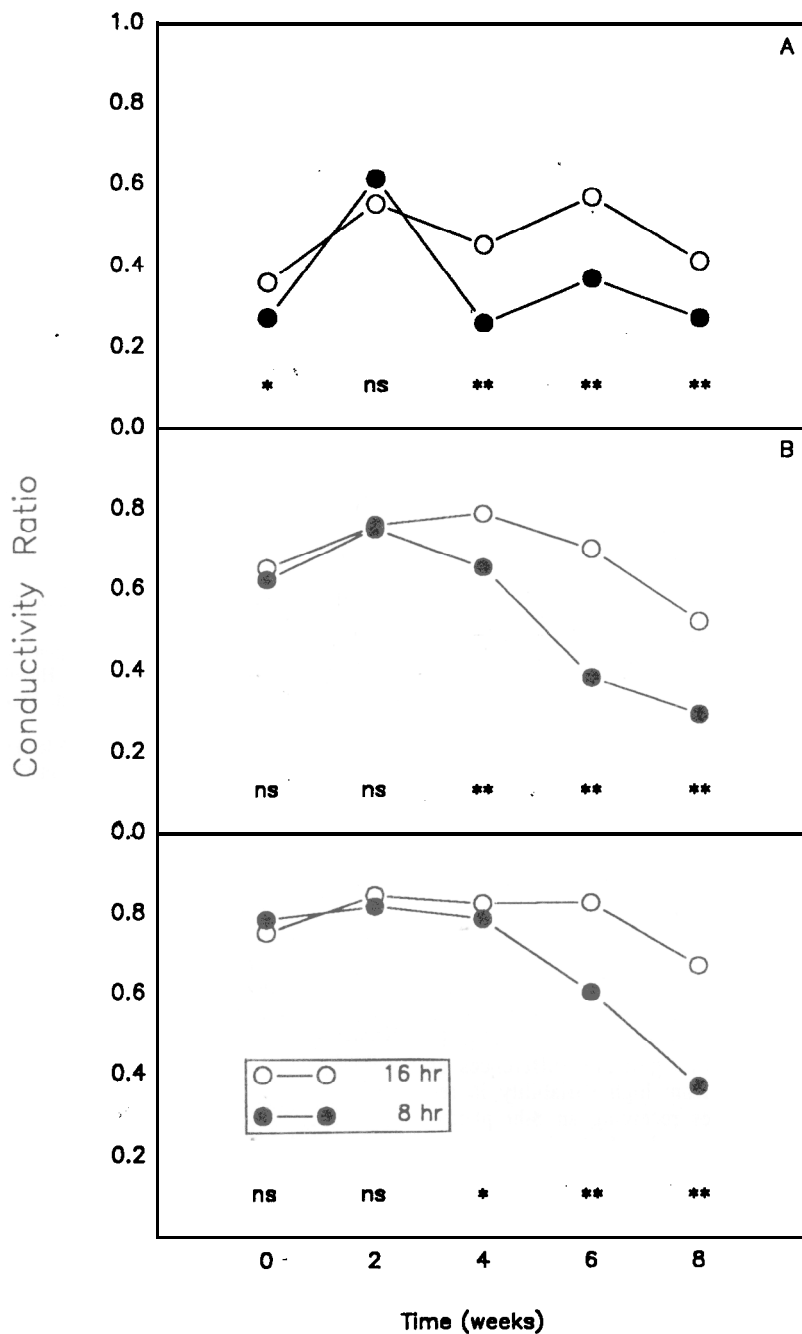 1.0
A
0.8
0.6
0.4
0.2
* ns ** ** **
0.0
B
0.8
0.6
0.4
0.2
ns ns ** ** **
0.0
0.8
0.6
0.4
0.2
16 hr
8 hr
ns ns * ** **
0 2 4 6 8
Time (weeks)
Conductivity Ratio